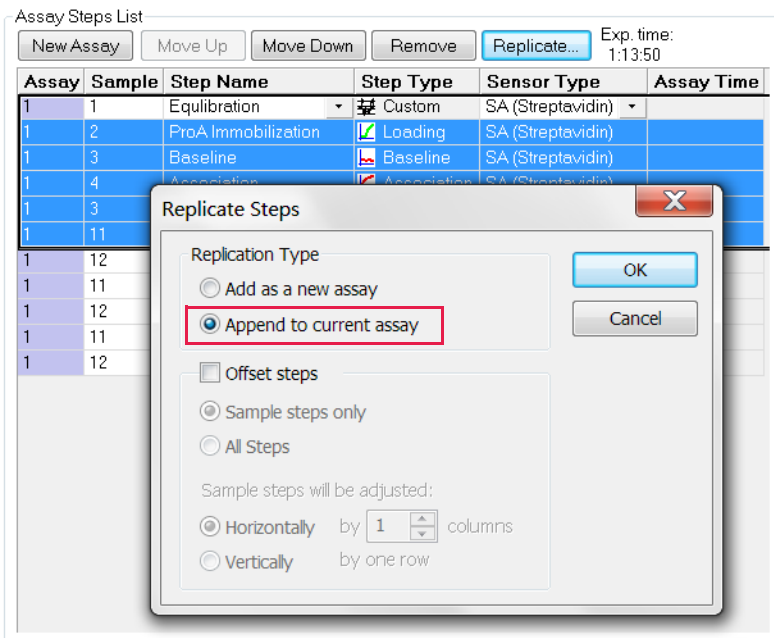 Assay Steps List
New Assay Move Up Move Down Remove Replicate... Exp. time: 1:13:50
Assay Sample Step Name Step Type Sensor Type Assay Time
1 1 Equlibration Custom SA (Streptavidin)
1 2 ProA Immobilization Loading SA (Streptavidin)
1 3 Baseline Baseline SA (Streptavidin)
1 4 Association Association SA (Streptavidin)
1 3
1 11
1 12
1 11
1 12
1 11
1 12
Replicate Steps
Replication Type
Add as a new assay
Append to current assay
OK
Cancel
Offset steps
Sample steps only
All Steps
Sample steps will be adjusted:
Horizontally by 1 columns
Vertically by one row